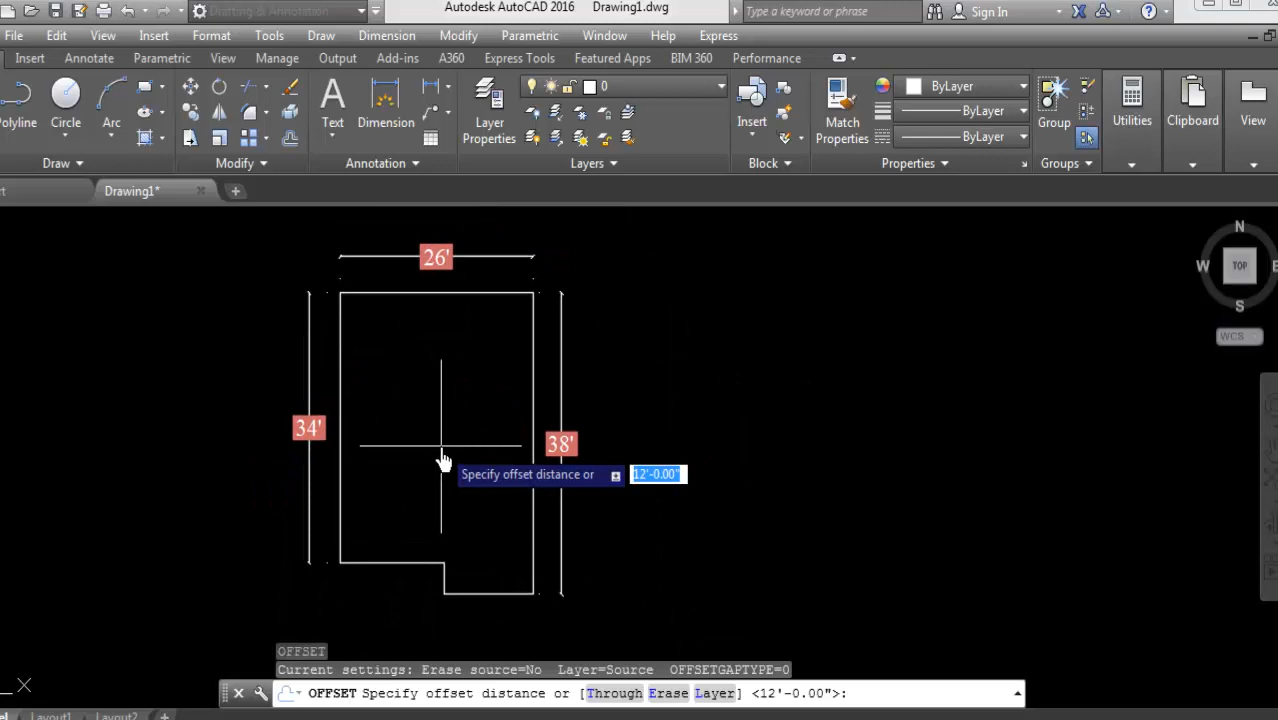 Drafting & Annotation
Autodesk AutoCAD 2016 Drawing1.dwg
Type a keyword or phrase
Sign In
File Edit View Insert Format Tools Draw Dimension Modify Parametric Window Help Express
Insert Annotate Parametric View Manage Output Add-ins A360 Express Tools Featured Apps BIM 360 Performance
0
ByLayer
ByLayer
ByLayer
Polyline Circle Arc
Text Dimension
Layer
Properties
Insert
Match
Properties
Group
Utilities Clipboard View
Draw Modify Annotation Layers Block Properties Groups
Drawing1*
N
W TOP
S
WCS
26'
34'
38'
Specify offset distance or 12'-0.00"
OFFSET
Current settings: Erase source=No Layer=Source OFFSETGAPTYPE=0
OFFSET Specify offset distance or [Through Erase Layer] <12'-0.00">:
X
Layout1 Layout2